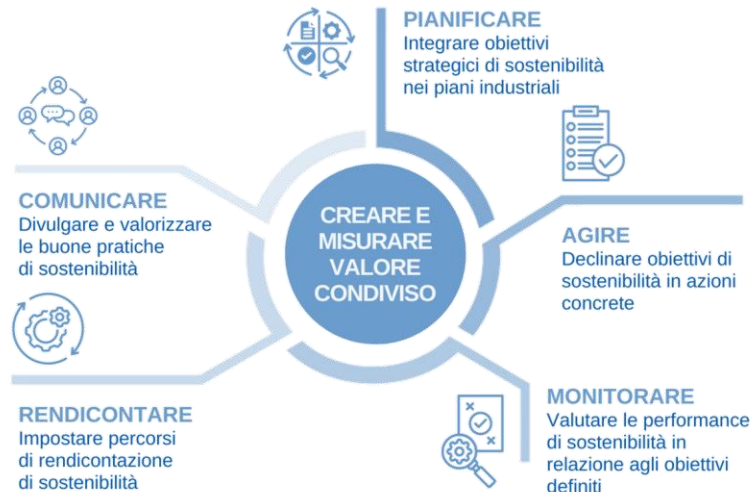 PIANIFICARE
Integrare obiettivi
strategici di sostenibilità
nei piani industriali
COMUNICARE
Divulgare e valorizzare
le buone pratiche
di sostenibilità
CREARE E
MISURARE
VALORE
CONDIVISO
AGIRE
Declinare obiettivi di
sostenibilità in azioni
concrete
RENDICONTARE
Impostare percorsi
di rendicontazione
di sostenibilità
MONITORARE
Valutare le performance
di sostenibilità in
relazione agli obiettivi
definiti